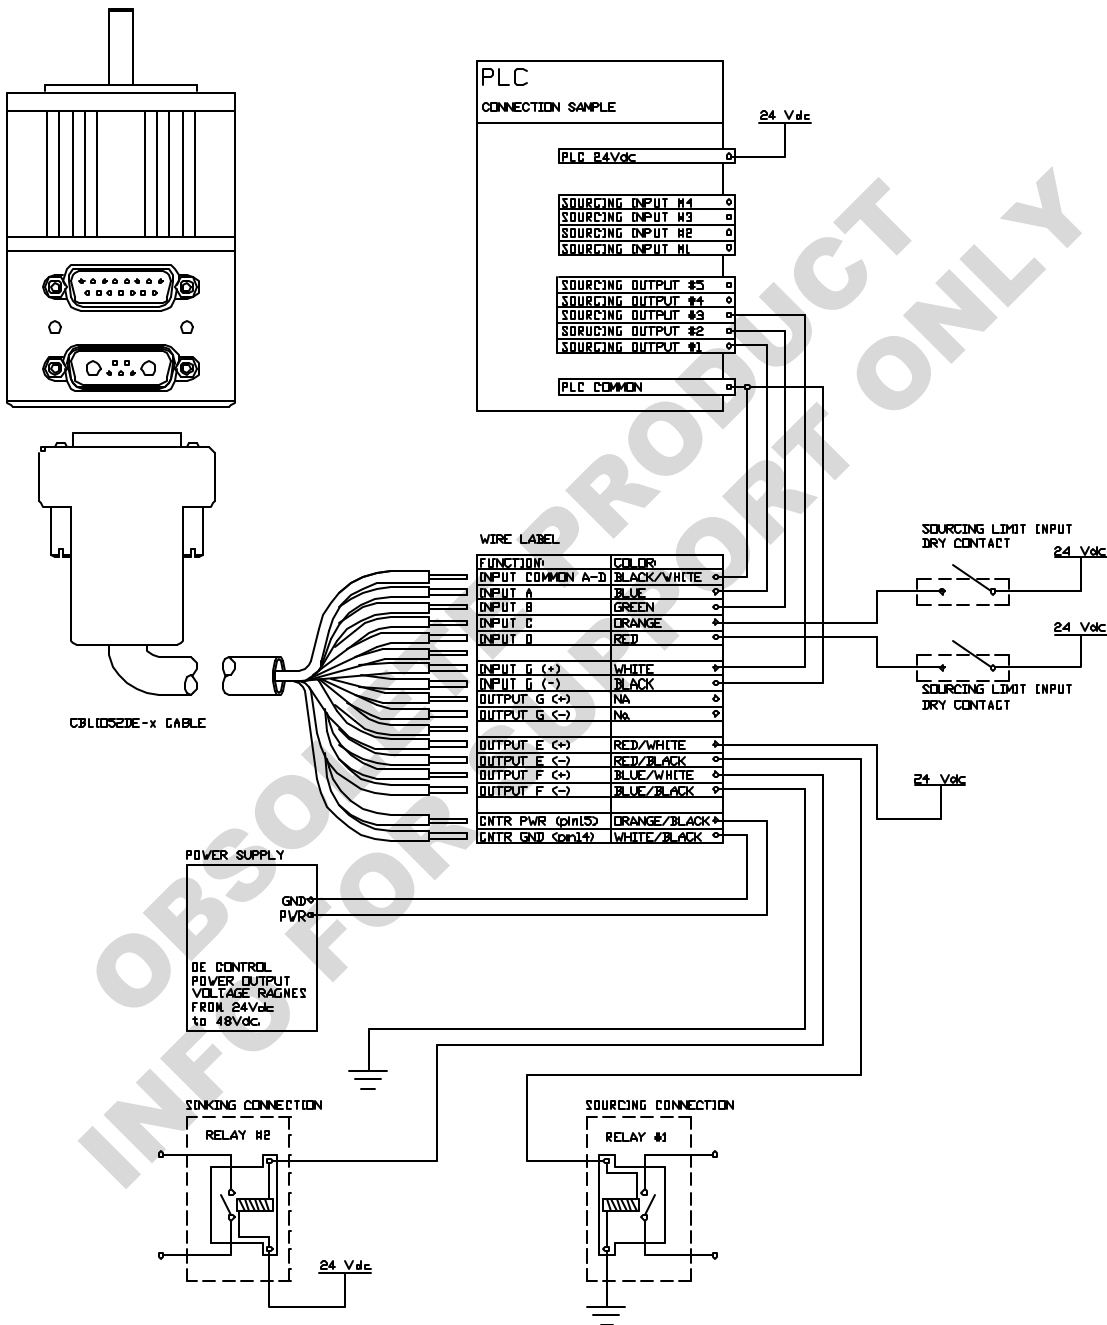 PLC
CONNECTION SAMPLE
24 Vdc
PLC 24Vdc
SOURCING INPUT #4
SOURCING INPUT #3
SOURCING INPUT #2
SOURCING INPUT #1
SOURCING OUTPUT #5
SOURCING OUTPUT #4
SOURCING OUTPUT #3
SORUCING OUTPUT #2
SOURCING OUTPUT #1
PLC COMMON
SOURCING LIMIT INPUT
DRY CONTACT
24 Vdc
24 Vdc
SOURCING LIMIT INPUT
DRY CONTACT
WIRE LABEL
FUNCTION: COLOR:
INPUT COMMON A-D BLACK/WHITE
INPUT A BLUE
INPUT B GREEN
INPUT C ORANGE
INPUT D RED
INPUT G (+) WHITE
INPUT G (-) BLACK
OUTPUT G (+) NA
OUTPUT G (-) Na
OUTPUT E (+) RED/WHITE
OUTPUT E (-) RED/BLACK
OUTPUT F (+) BLUE/WHITE
OUTPUT F (-) BLUE/BLACK
CNTR PWR (pin15) ORANGE/BLACK
CNTR GND (pin14) WHITE/BLACK
24 Vdc
POWER SUPPLY
GND
PWR
DE CONTROL
POWER OUTPUT
VOLTAGE RAGNES
FROM 24Vdc
to 48Vdc.
SINKING CONNECTION
RELAY #2
24 Vdc
SOURCING CONNECTION
RELAY #1
OBSOLETE PRODUCT
INFO FOR SUPPORT ONLY